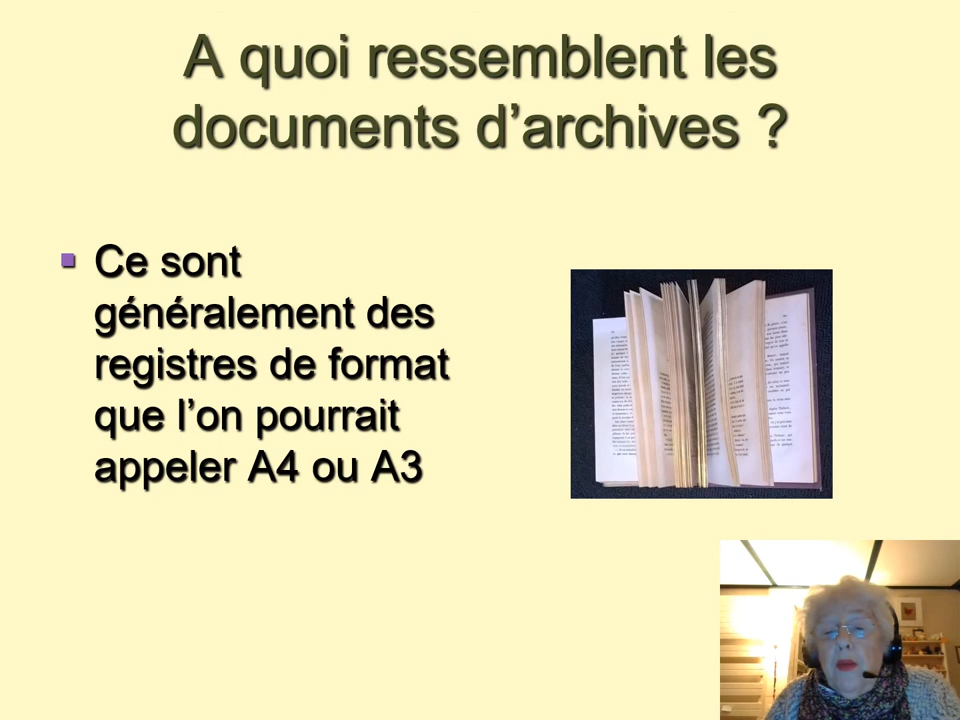 A quoi ressemblent les
documents d’archives ?
Ce sont
généralement des
registres de format
que l’on pourrait
appeler A4 ou A3